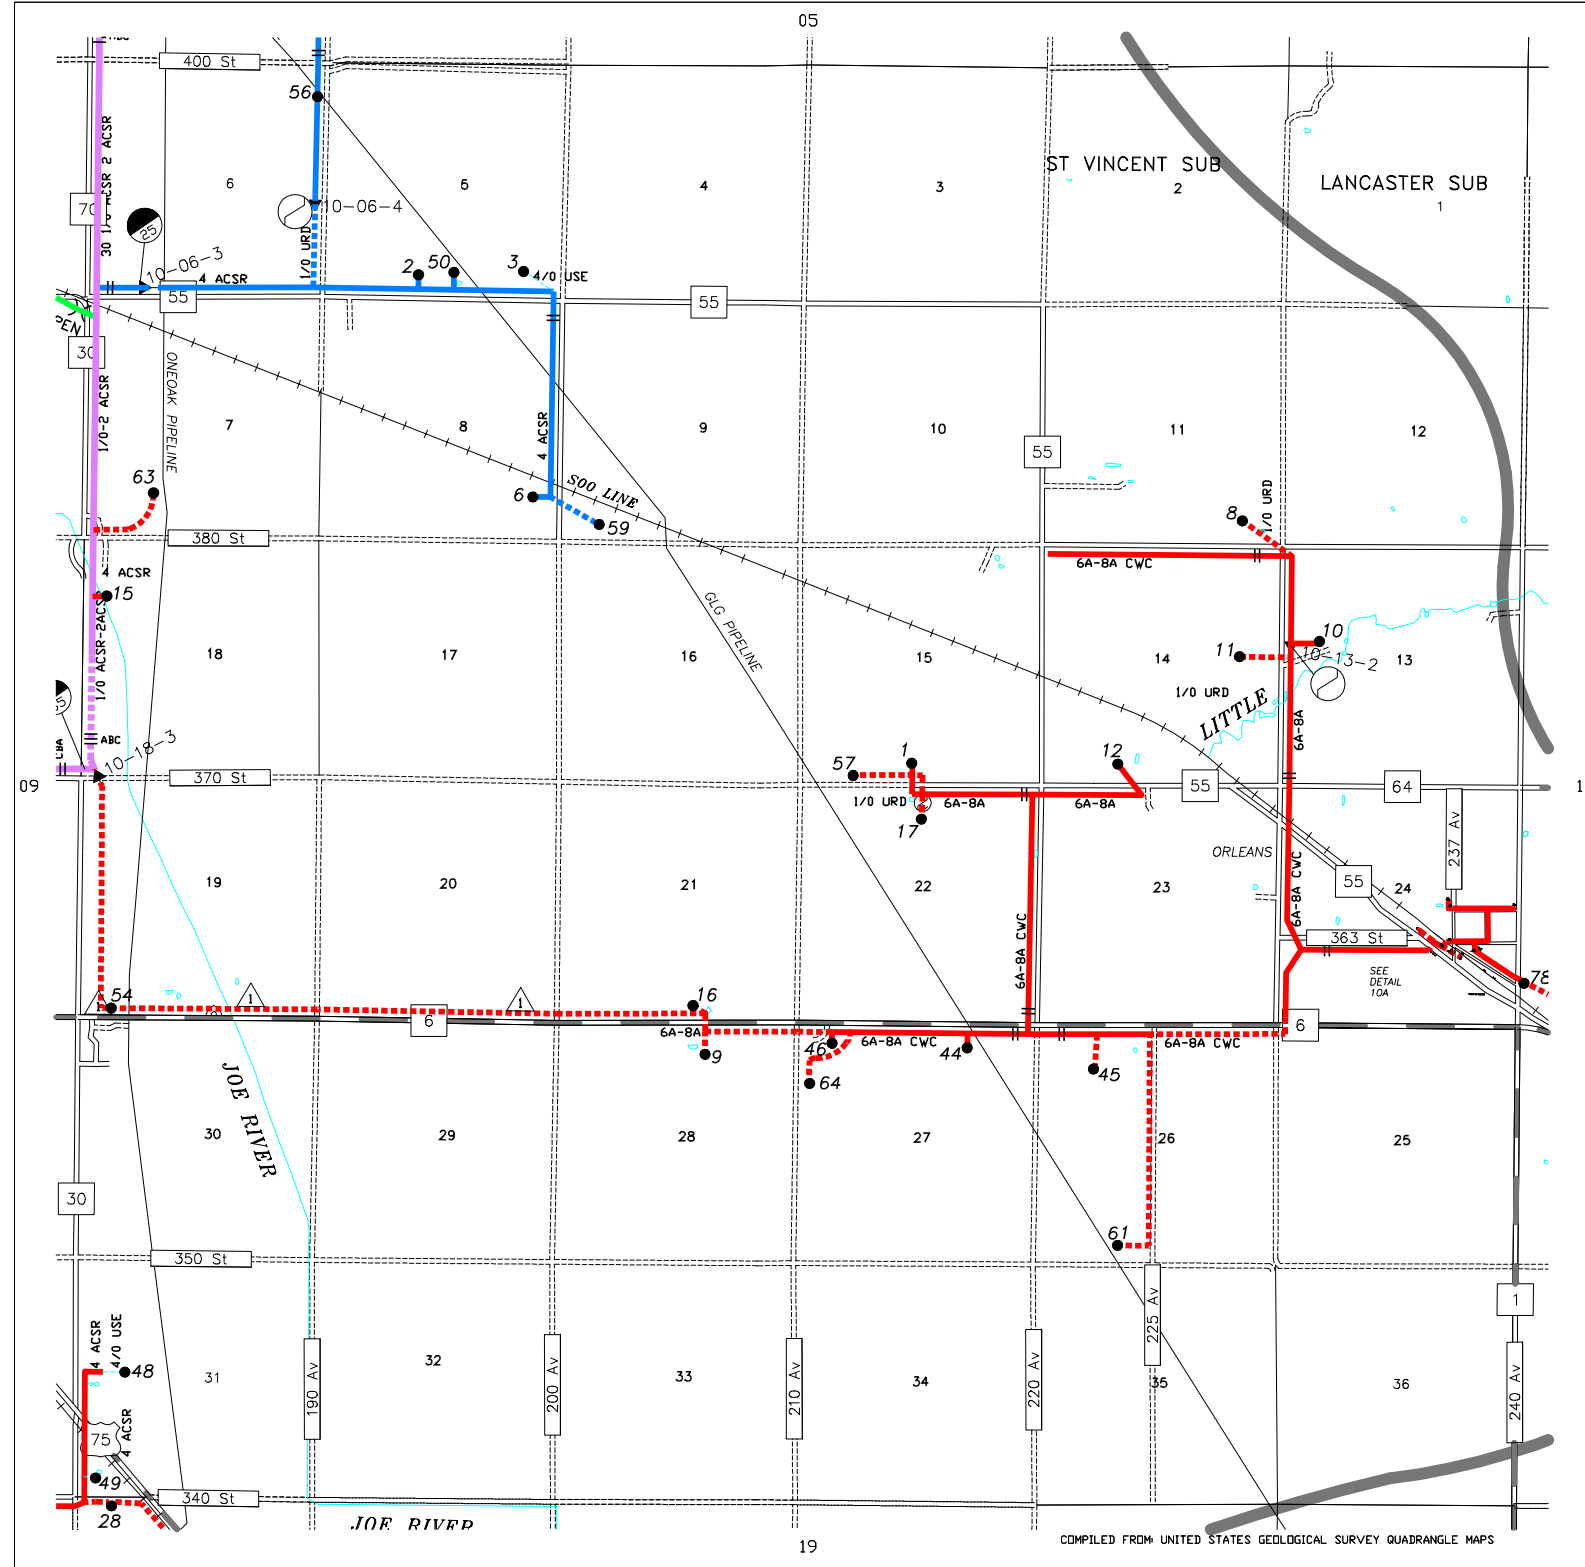 05
ABC
400 St
56
ST VINCENT SUB
LANCASTER SUB
6
5
4
3
2
1
30 1/0 ACSR 2 ACSR
70
25
10-06-3
10-06-4
1/0 URD
4 ACSR
2
50
3
4/0 USE
55
55
30
ONEOAK PIPELINE
1/0-2 ACSR
7
8
9
10
11
12
4 ACSR
55
63
6
SOO LINE
59
8
1/0 URD
380 St
6A-8A CWC
4 ACSR
15
1/0 ACSR-2ACSR
GLG PIPELINE
10
11
10-13-2
18
17
16
15
14
13
1/0 URD
LITTLE
6A-8A
ABC
CBA
10-18-3
09
370 St
57
1
12
55
64
1
1/0 URD
6A-8A
6A-8A
17
237 Av
ORLEANS
6A-8A CWC
55
19
20
21
22
23
24
6A-8A CWC
363 St
SEE
DETAIL
10A
78
54
1
1
1
16
6
6A-8A
9
46
6A-8A CWC
44
6A-8A CWC
6
64
45
JOE RIVER
30
29
28
27
26
25
30
61
350 St
225 Av
1
4 ACSR
4/0 USE
48
31
32
33
34
35
36
190 Av
200 Av
210 Av
220 Av
240 Av
75
4 ACSR
49
28
340 St
JOE RIVER
COMPILED FROM: UNITED STATES GEOLOGICAL SURVEY QUADRANGLE MAPS
19